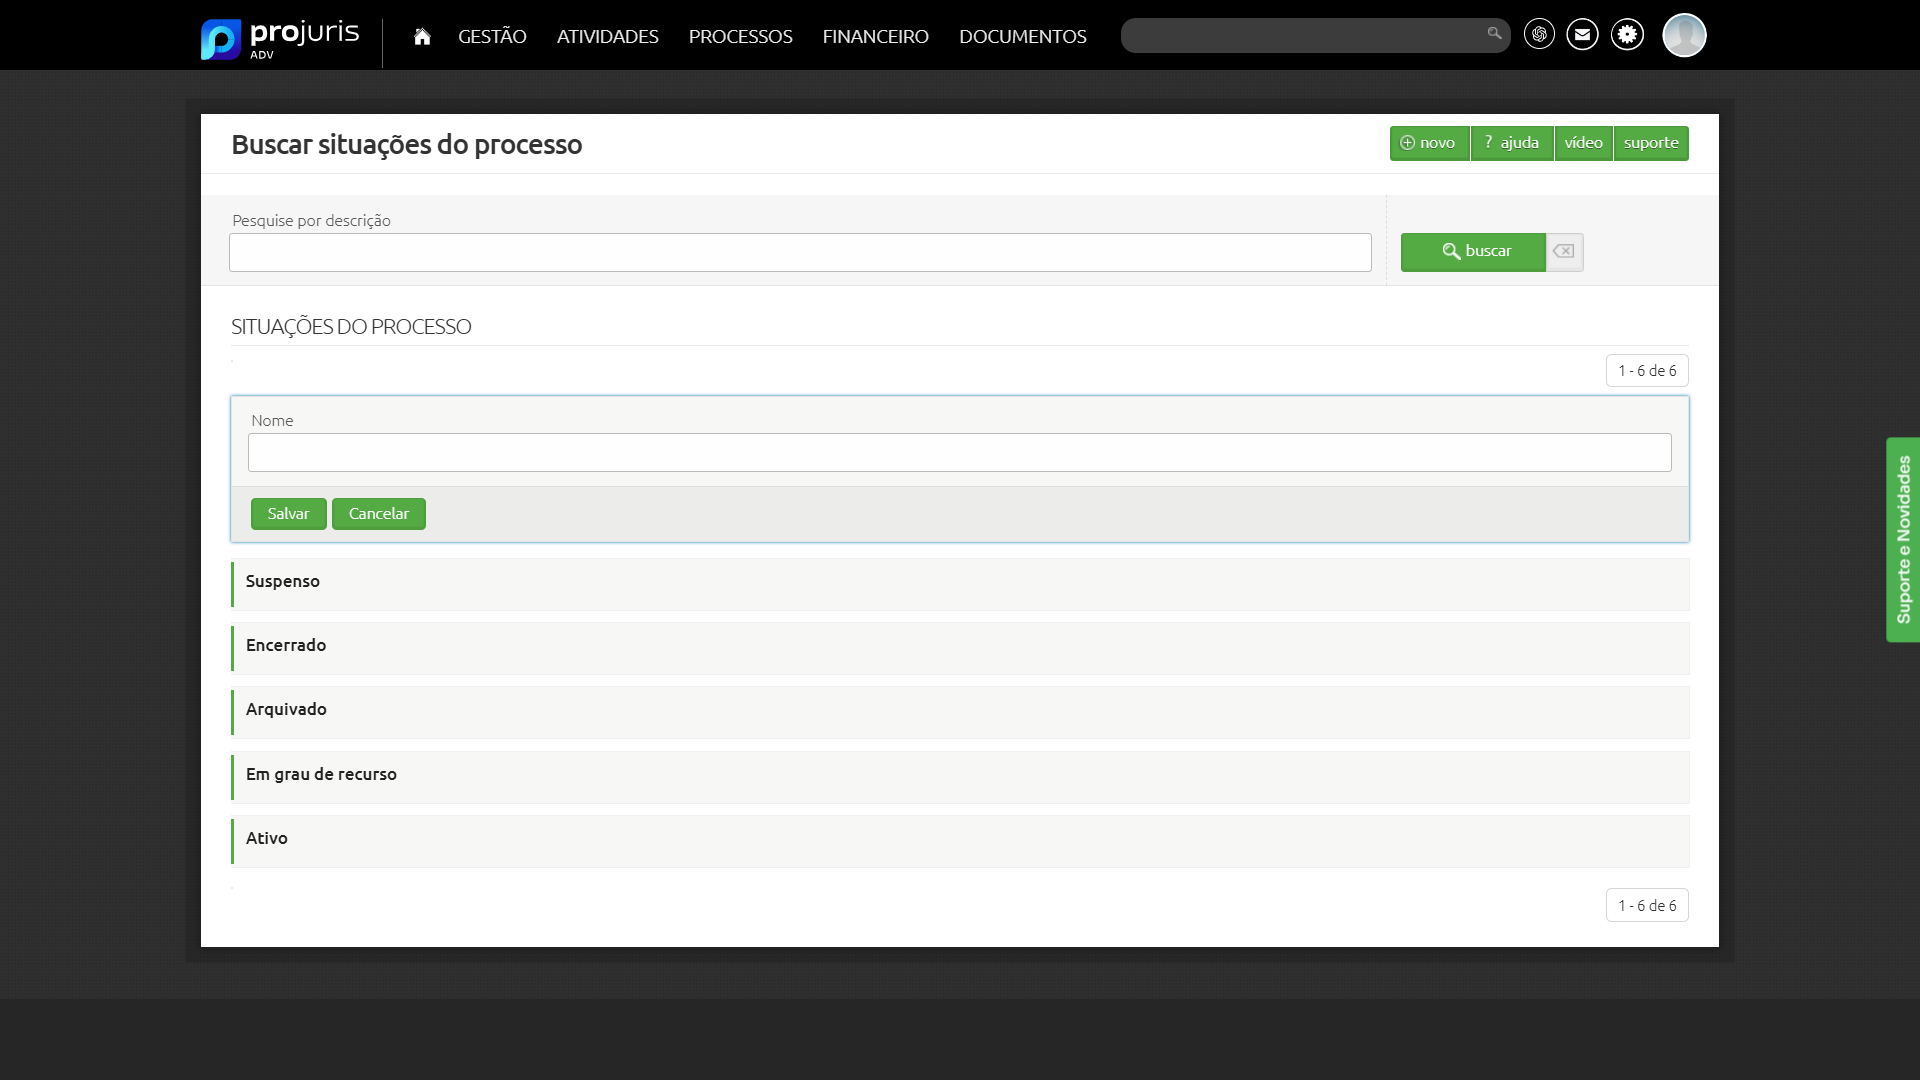 projuris
ADV
GESTÃO
ATIVIDADES
PROCESSOS
FINANCEIRO
DOCUMENTOS
Buscar situações do processo
novo
? ajuda
vídeo
suporte
Pesquise por descrição
buscar
SITUAÇÕES DO PROCESSO
1 - 6 de 6
Nome
Salvar
Cancelar
Suspenso
Encerrado
Arquivado
Em grau de recurso
Ativo
1 - 6 de 6
Suporte e Novidades